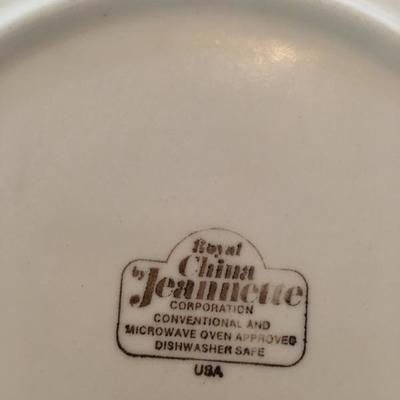 Royal
China
by Jeannette
CORPORATION
CONVENTIONAL AND
MICROWAVE OVEN APPROVED
DISHWASHER SAFE
USA